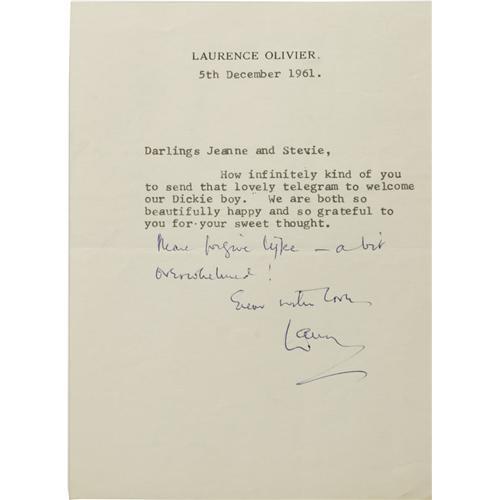 LAURENCE OLIVIER.
5th December 1961.
Darlings Jeanne and Stevie,
How infinitely kind of you
to send that lovely telegram to welcome
our Dickie boy. We are both so
beautifully happy and so grateful to
you for your sweet thought.
Please forgive type - a bit
overwhelmed!
Ever with love
Larry